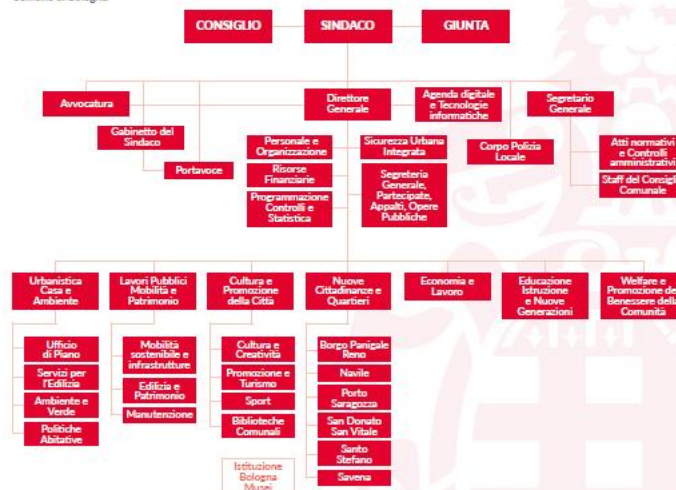 CONSIGLIO
SINDACO
GIUNTA
Avvocatura
Direttore
Generale
Agenda digitale
e Tecnologie
informatiche
Segretario
Generale
Gabinetto del
Sindaco
Portavoce
Personale e
Organizzazione
Risorse
Finanziarie
Programmazione
Controlli e
Statistica
Sicurezza Urbana
Integrata
Segreteria
Generale,
Partecipate,
Appalti, Opere
Pubbliche
Corpo Polizia
Locale
Atti normativi
e Controlli
amministrativi
Staff del Consigli
Comunale
Urbanistica
Casa e
Ambiente
Lavori Pubblici
Mobilità e
Patrimonio
Cultura e
Promozione
della Città
Nuove
Cittadinanze e
Quartieri
Economia e
Lavoro
Educazione
Istruzione
e Nuove
Generazioni
Welfare e
Promozione de
Benessere della
Comunità
Ufficio
di Piano
Servizi per
l'Edilizia
Ambiente e
Verde
Politiche
Abitative
Mobilità
sostenibile e
infrastrutture
Edilizia e
Patrimonio
Manutenzione
Cultura e
Creatività
Promozione e
Turismo
Sport
Biblioteche
Comunali
Istituzione
Bologna
Musei
Borgo Panigale
Reno
Navile
Porto
Saragozza
San Donato
San Vitale
Santo
Stefano
Savena